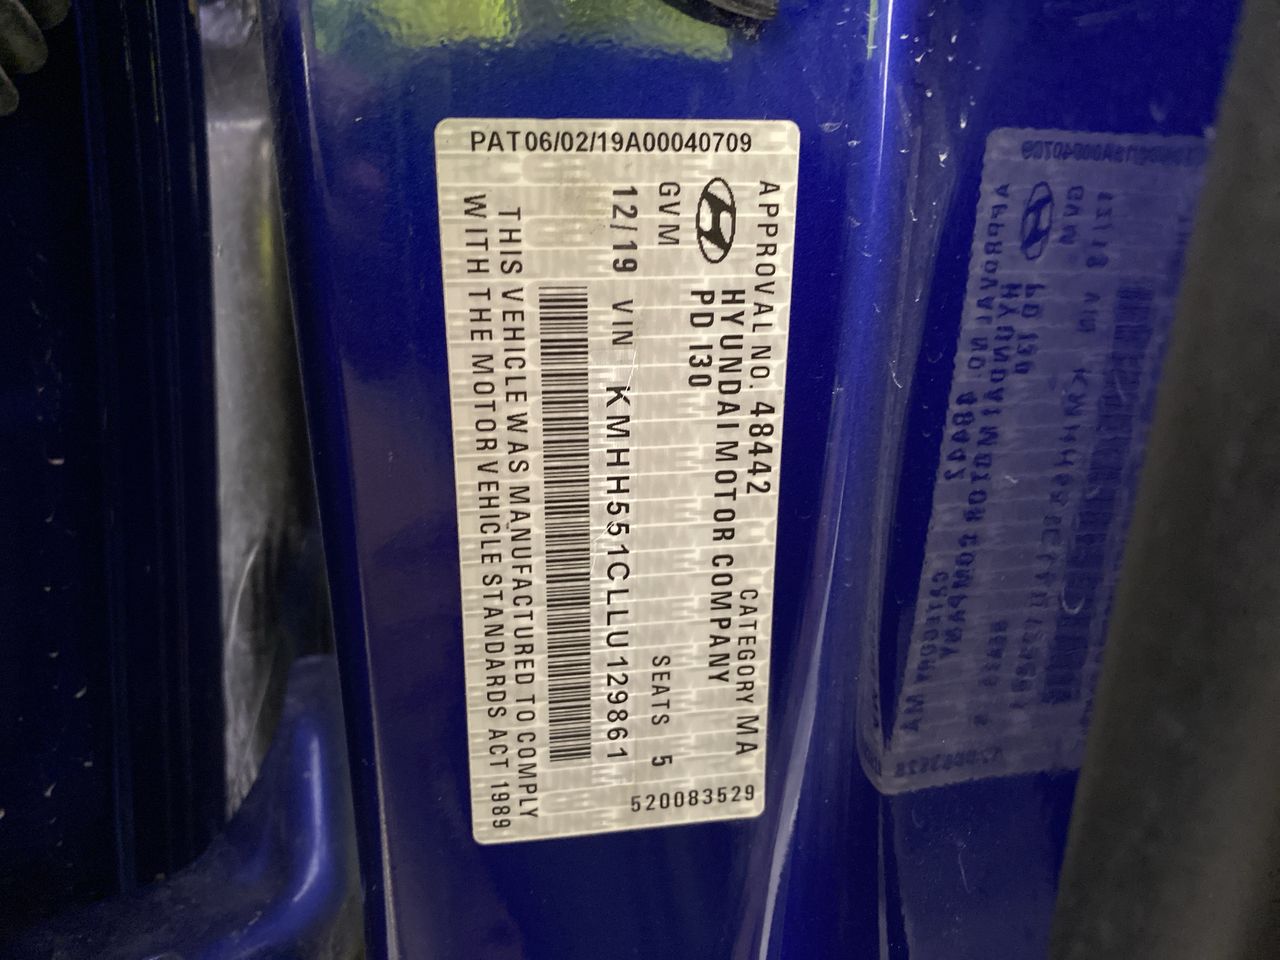 PAT06/02/19A00040709
APPROVAL NO. 48442 CATEGORY MA
HYUNDAI MOTOR COMPANY
PD I30
GVM SEATS 5
12/19 VIN KMHH551CLLU129861
THIS VEHICLE WAS MANUFACTURED TO COMPLY
WITH THE MOTOR VEHICLE STANDARDS ACT 1989
520083529